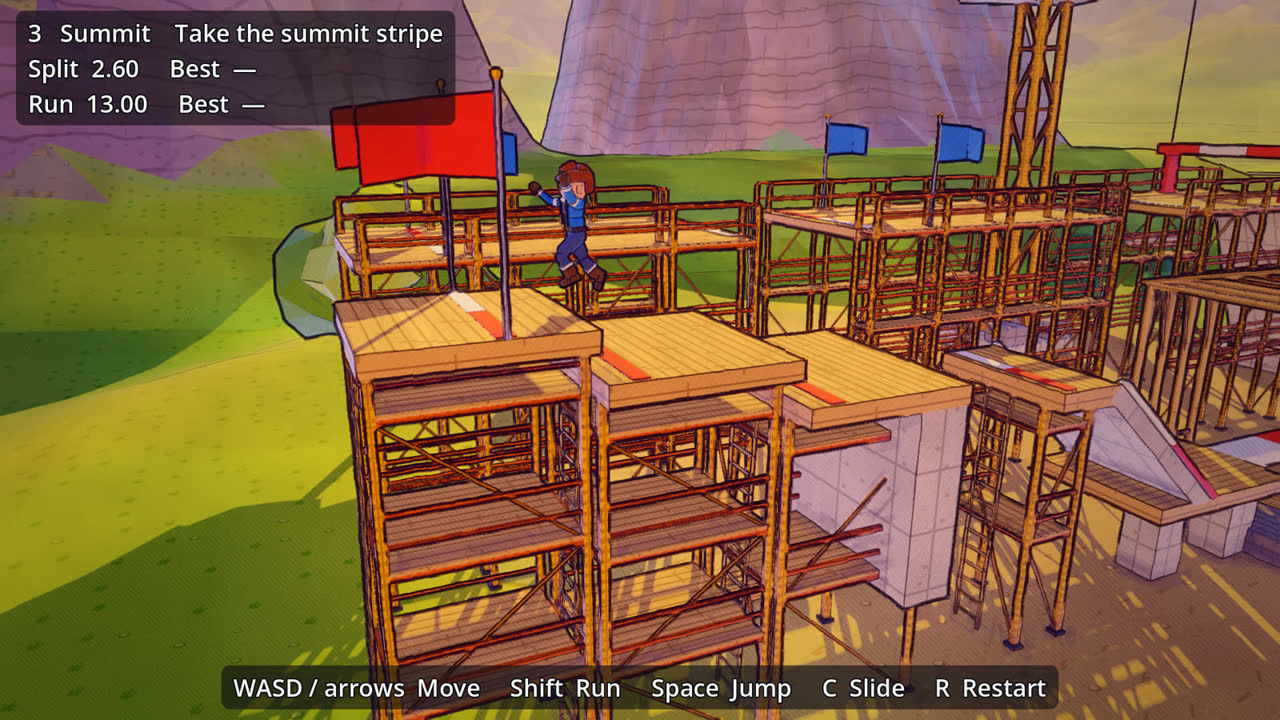 3 Summit Take the summit stripe
Split 2.60 Best —
Run 13.00 Best —
WASD / arrows Move Shift Run Space Jump C Slide R Restart